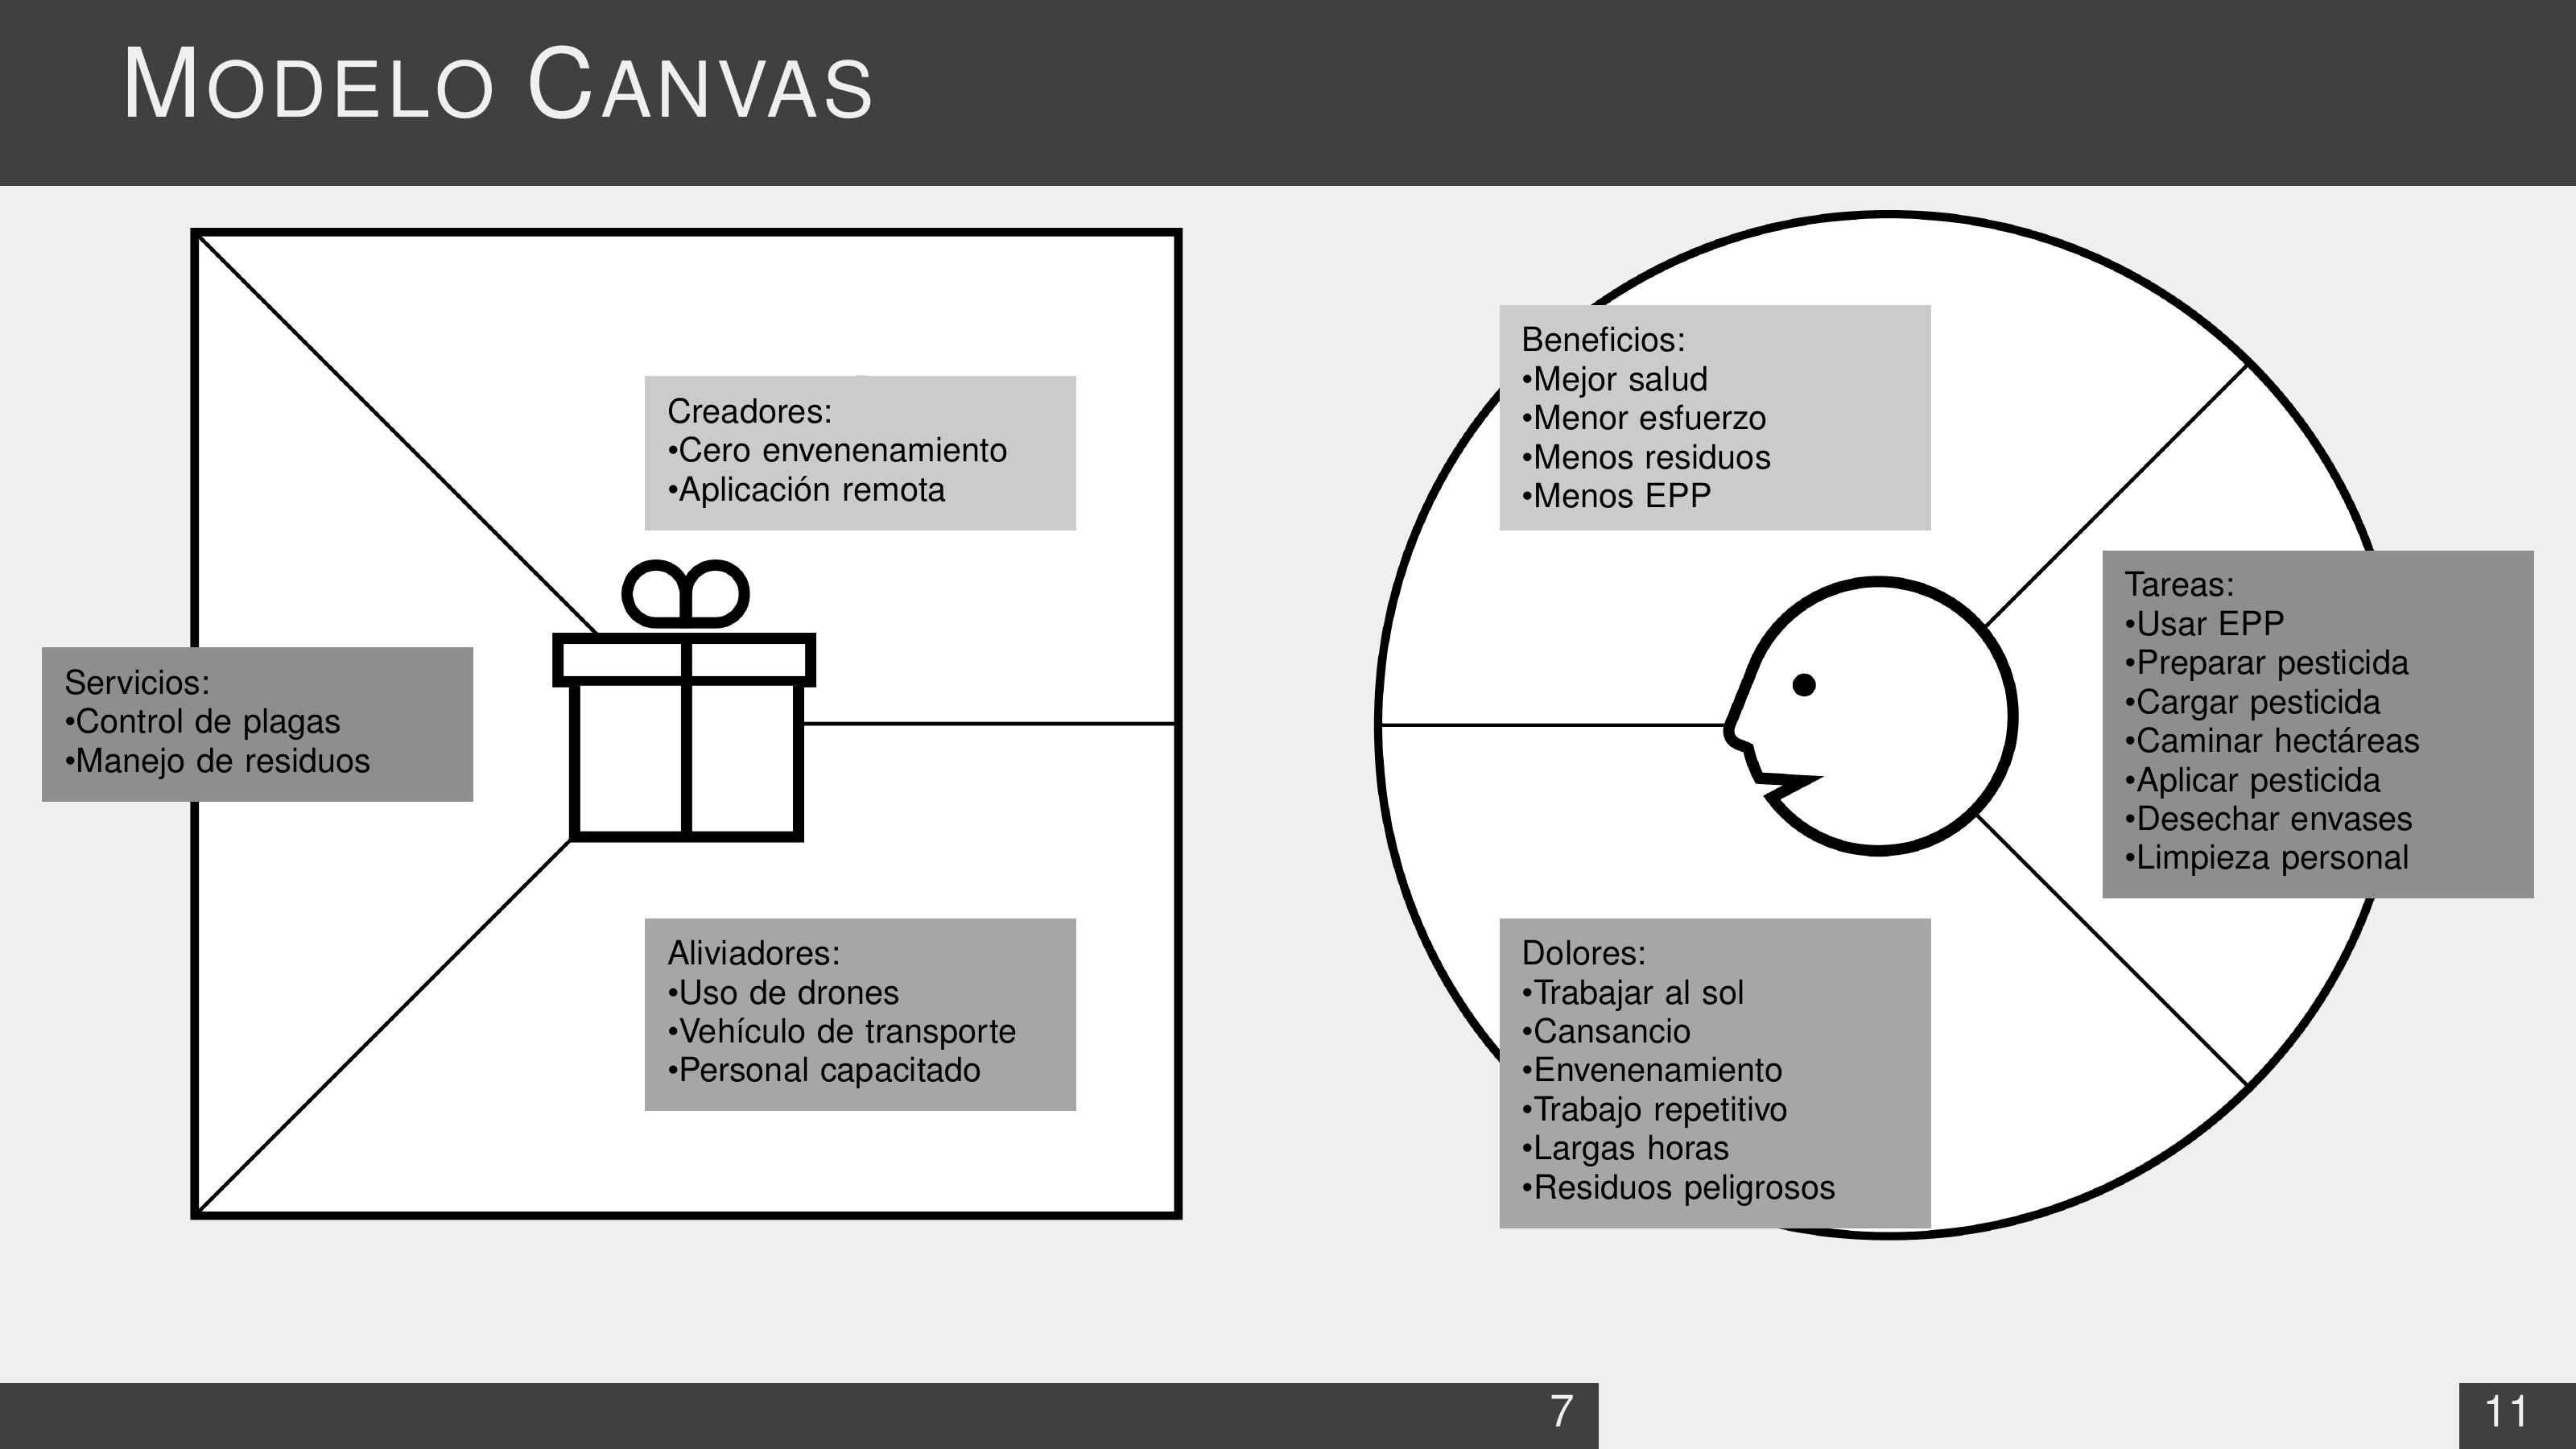 MODELO CANVAS
Creadores:
•Cero envenenamiento
•Aplicación remota
Servicios:
•Control de plagas
•Manejo de residuos
Aliviadores:
•Uso de drones
•Vehículo de transporte
•Personal capacitado
Beneficios:
•Mejor salud
•Menor esfuerzo
•Menos residuos
•Menos EPP
Tareas:
•Usar EPP
•Preparar pesticida
•Cargar pesticida
•Caminar hectáreas
•Aplicar pesticida
•Desechar envases
•Limpieza personal
Dolores:
•Trabajar al sol
•Cansancio
•Envenenamiento
•Trabajo repetitivo
•Largas horas
•Residuos peligrosos
7
11